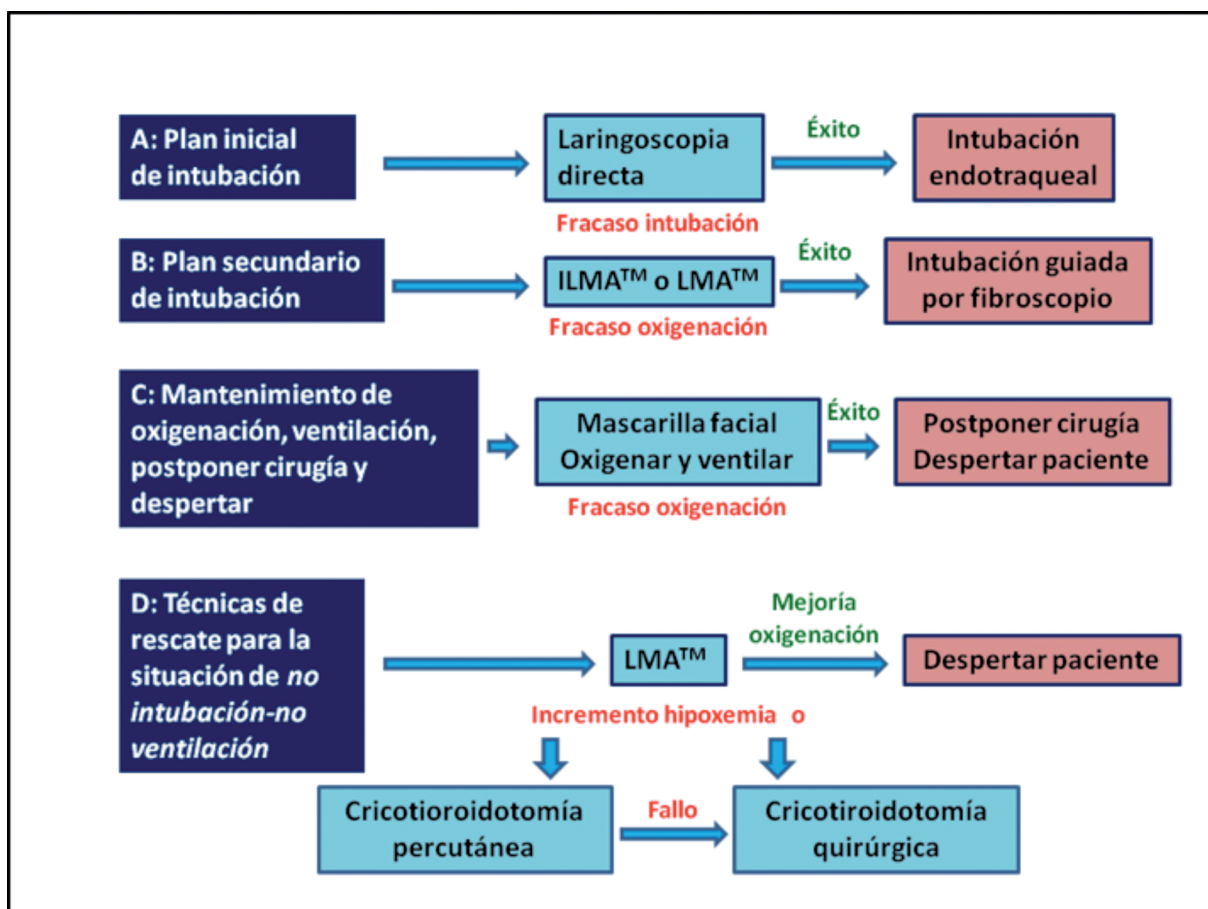 A: Plan inicial
de intubación
Laringoscopia
directa
Éxito
Intubación
endotraqueal
Fracaso intubación
B: Plan secundario
de intubación
ILMA™ o LMA™
Éxito
Intubación guiada
por fibroscopio
Fracaso oxigenación
C: Mantenimiento de
oxigenación, ventilación,
postponer cirugía y
despertar
Mascarilla facial
Oxigenar y ventilar
Éxito
Postponer cirugía
Despertar paciente
Fracaso oxigenación
D: Técnicas de
rescate para la
situación de no
intubación-no
ventilación
LMA™
Mejoría
oxigenación
Despertar paciente
Incremento hipoxemia o
Cricotioroidotomía
percutánea
Fallo
Cricotiroidotomía
quirúrgica